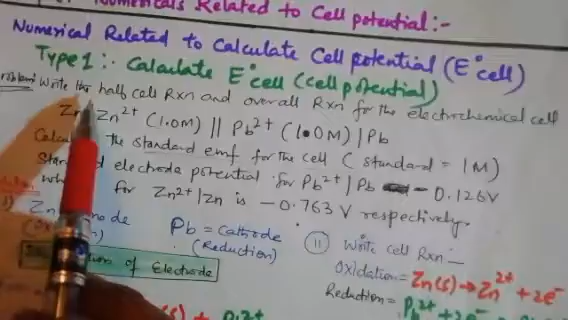 Numericals Related to Cell potential:-
Numerical Related to Calculate Cell potential (E°cell)
Type 1:- Calculate E°cell (cell potential)
Write the half cell Rxn and overall Rxn for the electrochemical cell
Zn²⁺ (1.0M) || Pb²⁺ (1.0M) | Pb
the standard emf for the cell (standard = 1M)
electrode potential for Pb²⁺ | Pb - 0.126V
for Zn²⁺ | Zn is - 0.763 V respectively.
Pb = Cathode
(Reduction)
(ii) Write cell Rxn :-
of Electrode
Oxidation = Zn(s) → Zn²⁺ + 2e⁻
Reduction = Pb²⁺ + 2e⁻